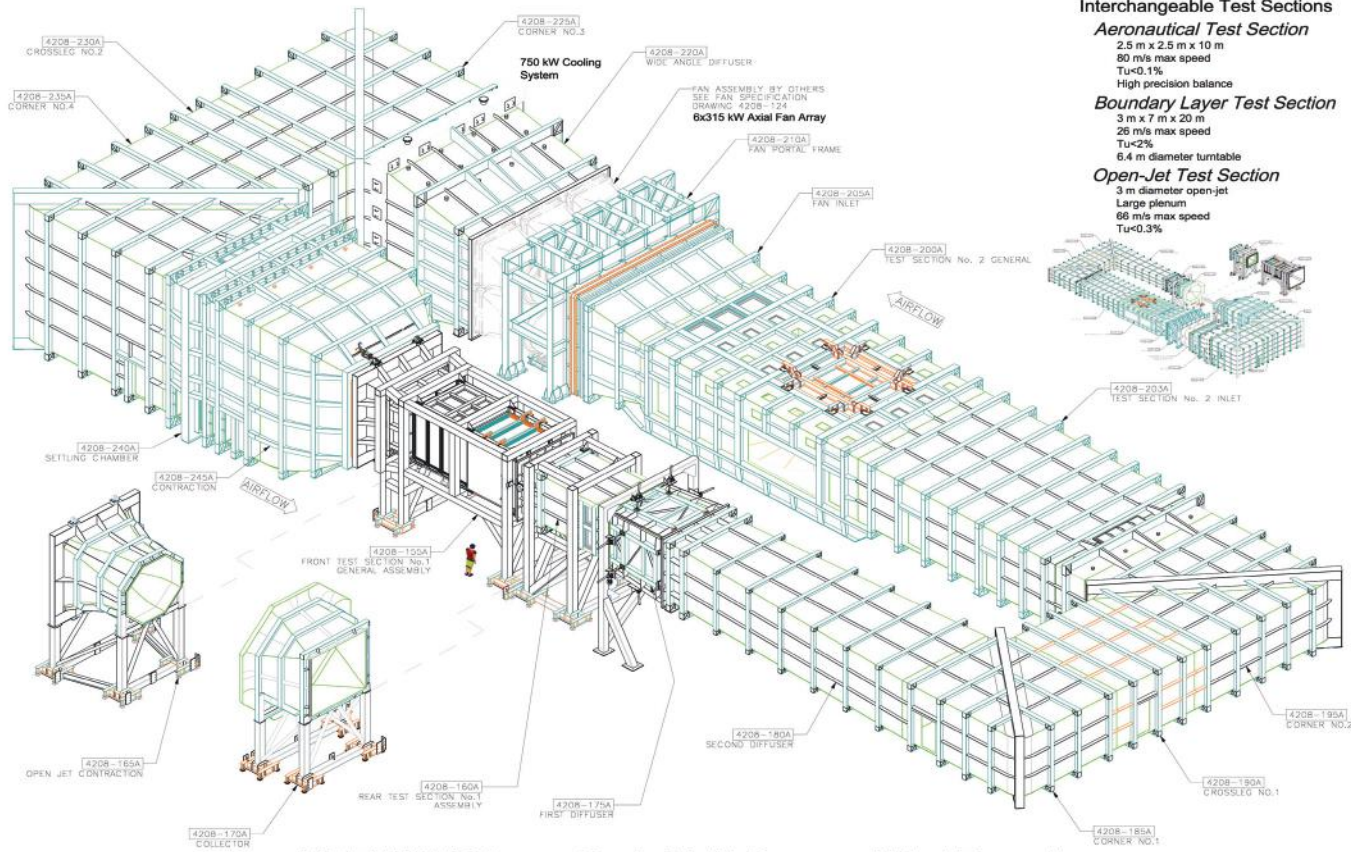 Interchangeable Test Sections
Aeronautical Test Section
2.5 m x 2.5 m x 10 m
80 m/s max speed
Tu<0.1%
High precision balance
Boundary Layer Test Section
3 m x 7 m x 20 m
26 m/s max speed
Tu<2%
6.4 m diameter turntable
Open-Jet Test Section
3 m diameter open-jet
Large plenum
66 m/s max speed
Tu<0.3%
4208-225A
CORNER NO.3
4208-230A
CROSSLEG NO.2
4208-235A
CORNER NO.4
750 kW Cooling
System
4208-220A
WIDE ANGLE DIFFUSER
FAN ASSEMBLY BY OTHERS
SEE FAN SPECIFICATION
DRAWING 4208-124
6x315 kW Axial Fan Array
4208-210A
FAN PORTAL FRAME
4208-205A
FAN INLET
4208-200A
TEST SECTION No. 2 GENERAL
AIRFLOW
4208-203A
TEST SECTION No. 2 INLET
4208-240A
SETTLING CHAMBER
4208-245A
CONTRACTION
AIRFLOW
4208-155A
FRONT TEST SECTION No.1
GENERAL ASSEMBLY
4208-165A
OPEN JET CONTRACTION
4208-170A
COLLECTOR
4208-160A
REAR TEST SECTION No.1
ASSEMBLY
4208-175A
FIRST DIFFUSER
4208-180A
SECOND DIFFUSER
4208-195A
CORNER NO.2
4208-190A
CROSSLEG NO.1
4208-185A
CORNER NO.1